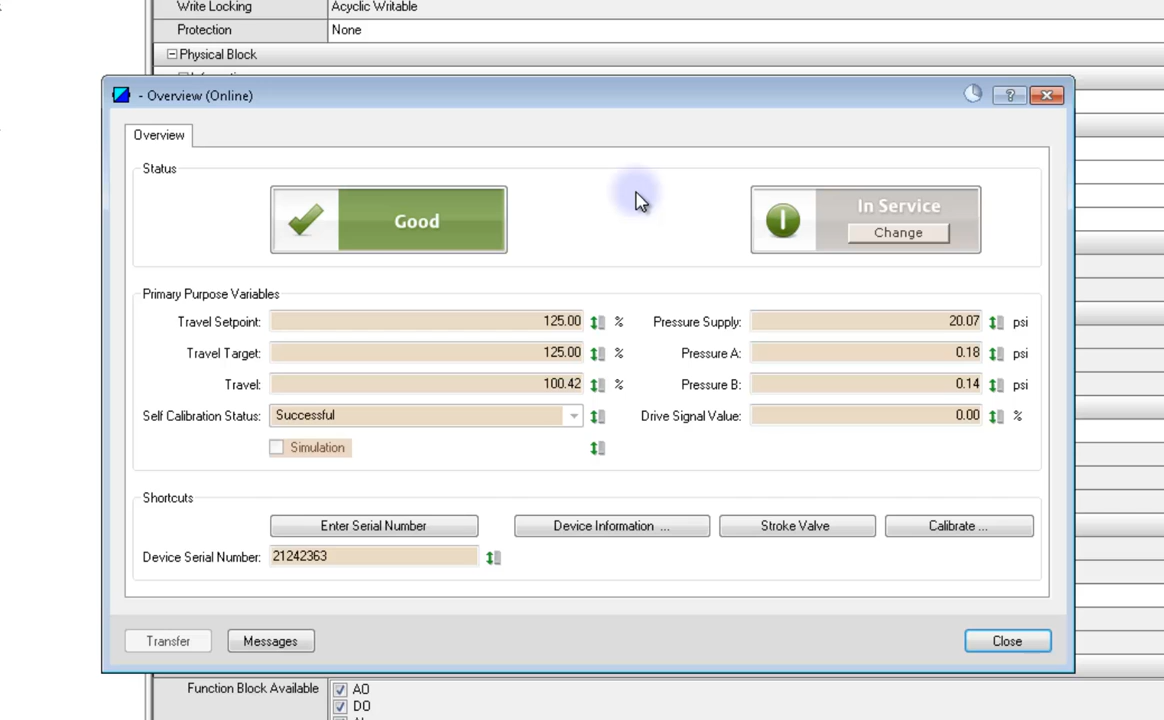 Write Locking Acyclic Writable
Protection None
Physical Block
- Overview (Online)
?
Overview
Status
Good
In Service
Change
Primary Purpose Variables
Travel Setpoint: 125.00 % Pressure Supply: 20.07 psi
Travel Target: 125.00 % Pressure A: 0.18 psi
Travel: 100.42 % Pressure B: 0.14 psi
Self Calibration Status: Successful Drive Signal Value: 0.00 %
Simulation
Shortcuts
Enter Serial Number Device Information ... Stroke Valve Calibrate ...
Device Serial Number: 21242363
Transfer Messages Close
Function Block Available AO
DO